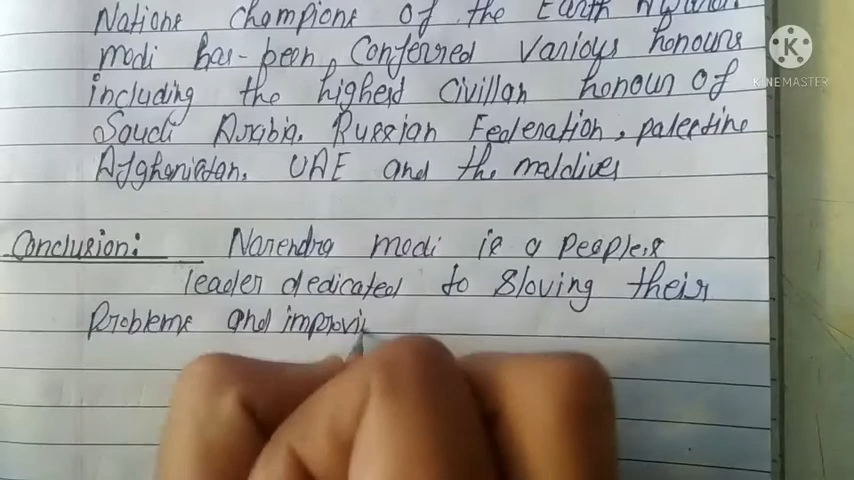 Nations champions of the Earth
modi has-been, Conferred various honours
including the highest civillan honour of
Saudi Arabia. Russian Federation, palestine
Afghanistan. UAE and the maldives
Conclusion: Narendra modi is a people,s
leader dedicated to sloving their
problems and improvi
KINEMASTER